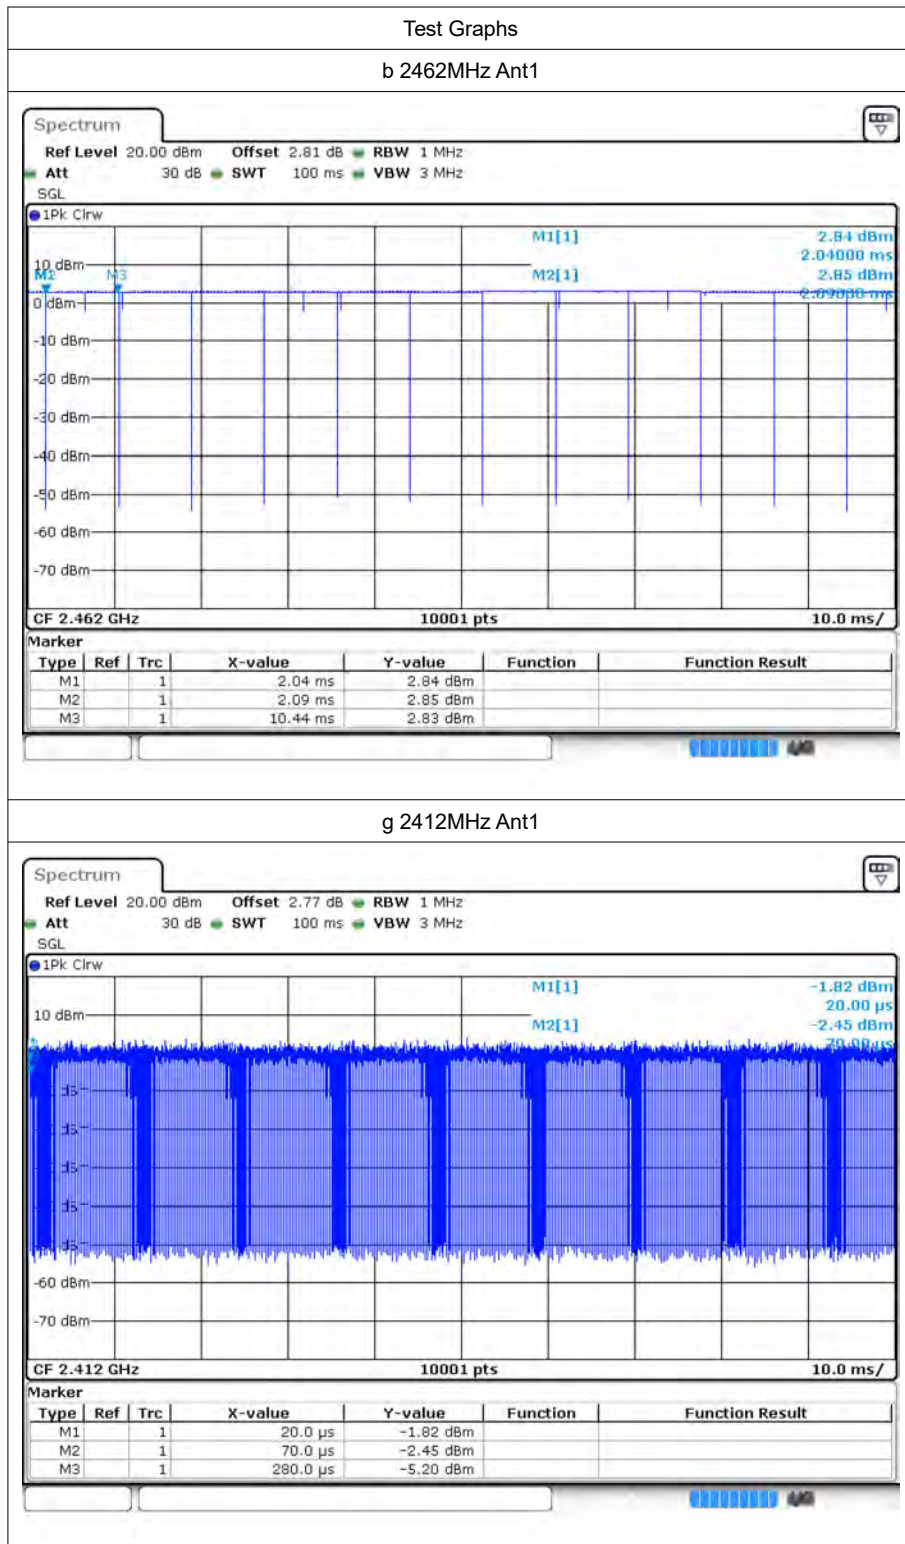 Test Graphs
b 2462MHz Ant1
Spectrum
Ref Level 20.00 dBm Offset 2.81 dB RBW 1 MHz
Att 30 dB SWT 100 ms VBW 3 MHz
SGL
1Pk Clrw
M1[1] 2.84 dBm
2.04000 ms
10 dBm
M2[1] 2.85 dBm
M2 M3
2.09000 ms
0 dBm
-10 dBm
-20 dBm
-30 dBm
-40 dBm
-50 dBm
-60 dBm
-70 dBm
CF 2.462 GHz 10001 pts 10.0 ms/
Marker
Type Ref Trc X-value Y-value Function Function Result
M1 1 2.04 ms 2.84 dBm
M2 1 2.09 ms 2.85 dBm
M3 1 10.44 ms 2.83 dBm
g 2412MHz Ant1
Spectrum
Ref Level 20.00 dBm Offset 2.77 dB RBW 1 MHz
Att 30 dB SWT 100 ms VBW 3 MHz
SGL
1Pk Clrw
M1[1] -1.82 dBm
20.00 µs
10 dBm
M2[1] -2.45 dBm
70.00 µs
-60 dBm
-70 dBm
CF 2.412 GHz 10001 pts 10.0 ms/
Marker
Type Ref Trc X-value Y-value Function Function Result
M1 1 20.0 µs -1.82 dBm
M2 1 70.0 µs -2.45 dBm
M3 1 280.0 µs -5.20 dBm